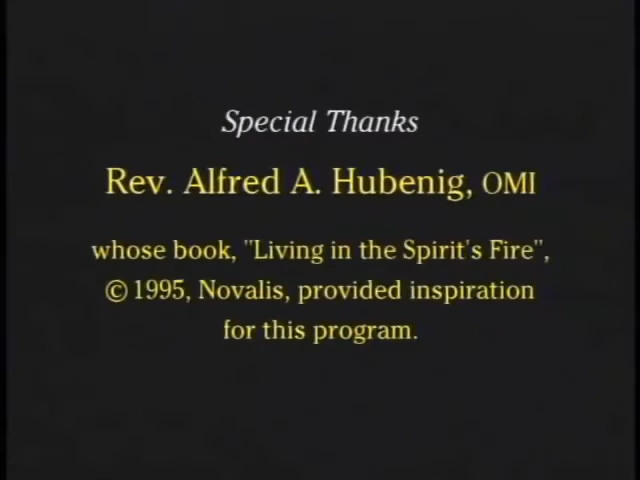 Special Thanks
Rev. Alfred A. Hubenig, OMI
whose book, "Living in the Spirit's Fire",
© 1995, Novalis, provided inspiration
for this program.